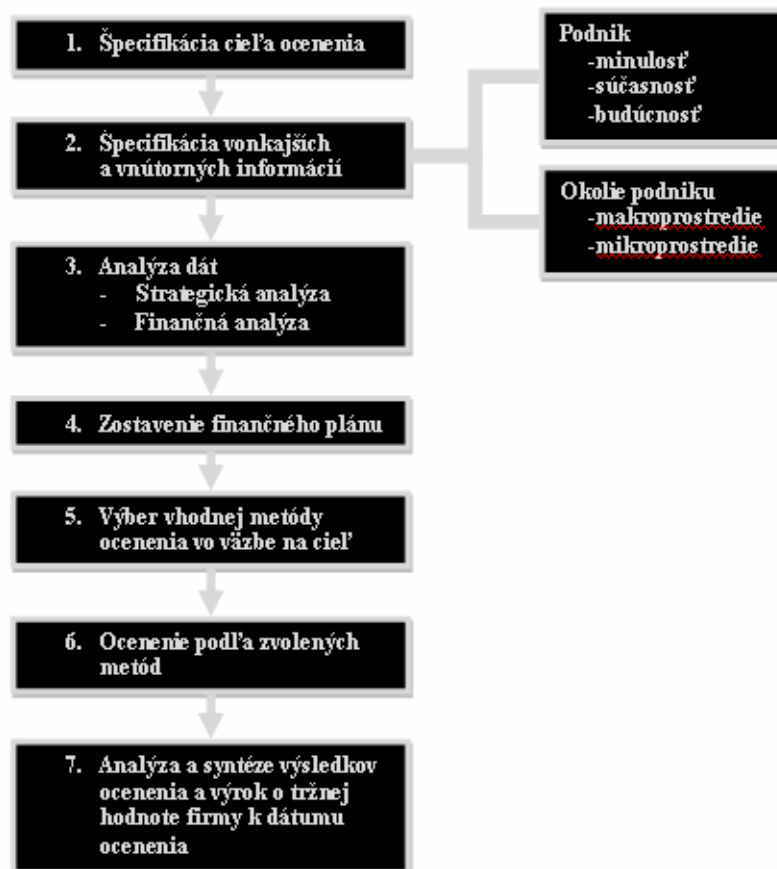 1. Špecifikácia cieľa ocenenia
2. Špecifikácia vonkajších
a vnútorných informácií
Podnik
-minulosť
-súčasnosť
-budúcnosť
Okolie podniku
-makroprostredie
-mikroprostredie
3. Analýza dát
- Strategická analýza
- Finančná analýza
4. Zostavenie finančného plánu
5. Výber vhodnej metódy
ocenenia vo väzbe na cieľ
6. Ocenenie podľa zvolených
metód
7. Analýza a syntéze výsledkov
ocenenia a výrok o tržnej
hodnote firmy k dátumu
ocenenia